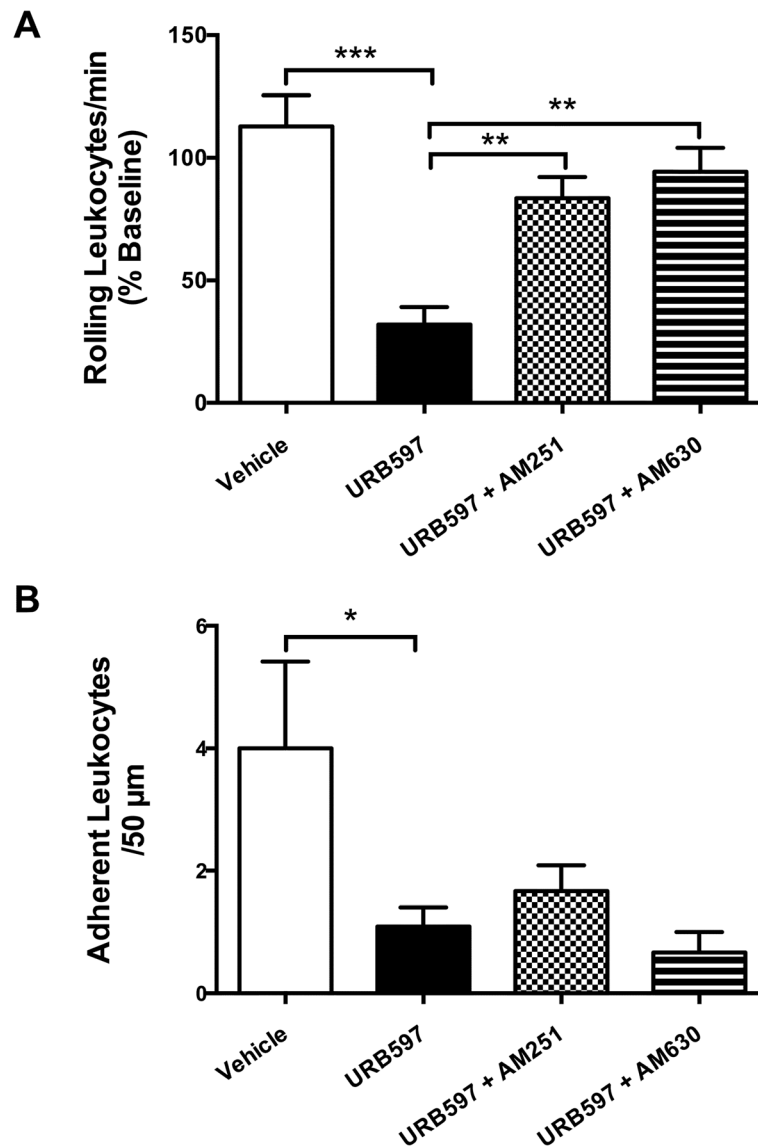 A
Rolling Leukocytes/min
(% Baseline)
150
100
50
0
***
**
**
Vehicle
URB597
URB597 + AM251
URB597 + AM630
B
Adherent Leukocytes
/50 µm
6
4
2
0
*
Vehicle
URB597
URB597 + AM251
URB597 + AM630